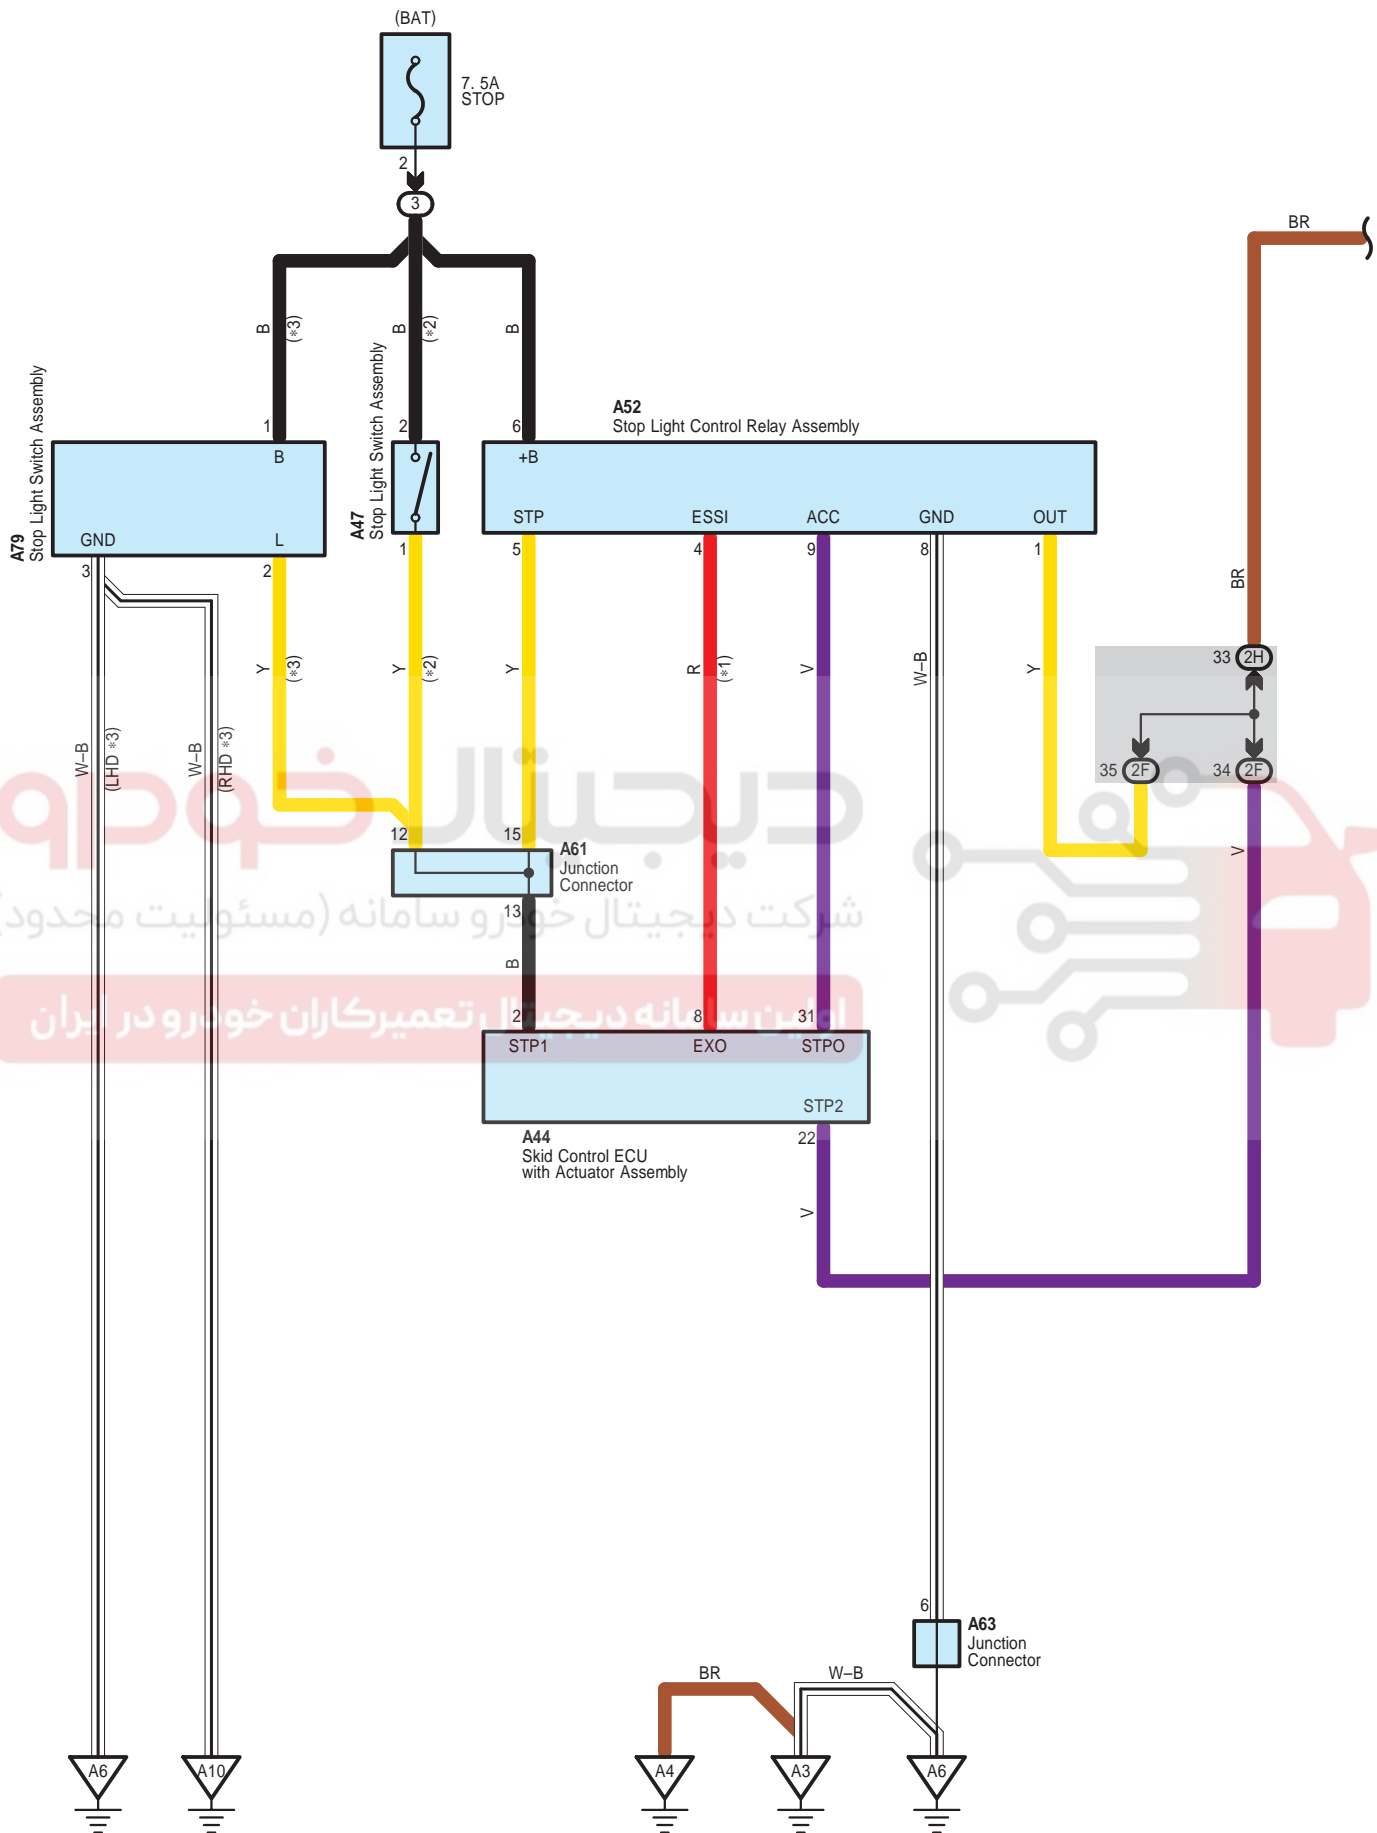 (BAT)
7. 5A
STOP
2
3
BR
B
(*3)
B
(*2)
B
A79
Stop Light Switch Assembly
A47
Stop Light Switch Assembly
A52
Stop Light Control Relay Assembly
1
2
6
B
+B
GND
L
STP
ESSI
ACC
GND
OUT
3
2
1
5
4
9
8
1
BR
Y
(*3)
Y
(*2)
Y
R
(*1)
V
W–B
Y
33
2H
W–B
(LHD *3)
W–B
(RHD *3)
35
2F
34
2F
دیجیتال خودرو
12
15
A61
Junction
Connector
V
شرکت دیجیتال خودرو سامانه (مسئولیت محدود)
13
B
اولین سامانه دیجیتال تعمیرکاران خودرو در ایران
2
8
31
STP1
EXO
STPO
STP2
A44
Skid Control ECU
with Actuator Assembly
22
V
6
A63
Junction
Connector
BR
W–B
A6
A10
A4
A3
A6